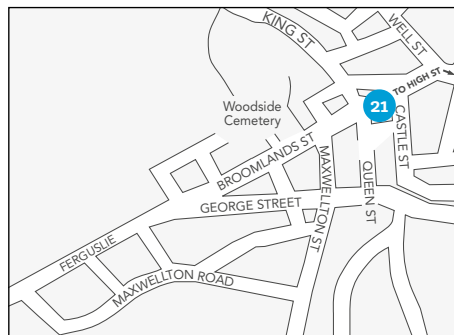 KING ST
WELL ST
TO HIGH ST
21
Woodside
Cemetery
CASTLE ST
BROOMLANDS ST
MAXWELLTON ST
QUEEN ST
GEORGE STREET
FERGUSLIE
MAXWELLTON ROAD